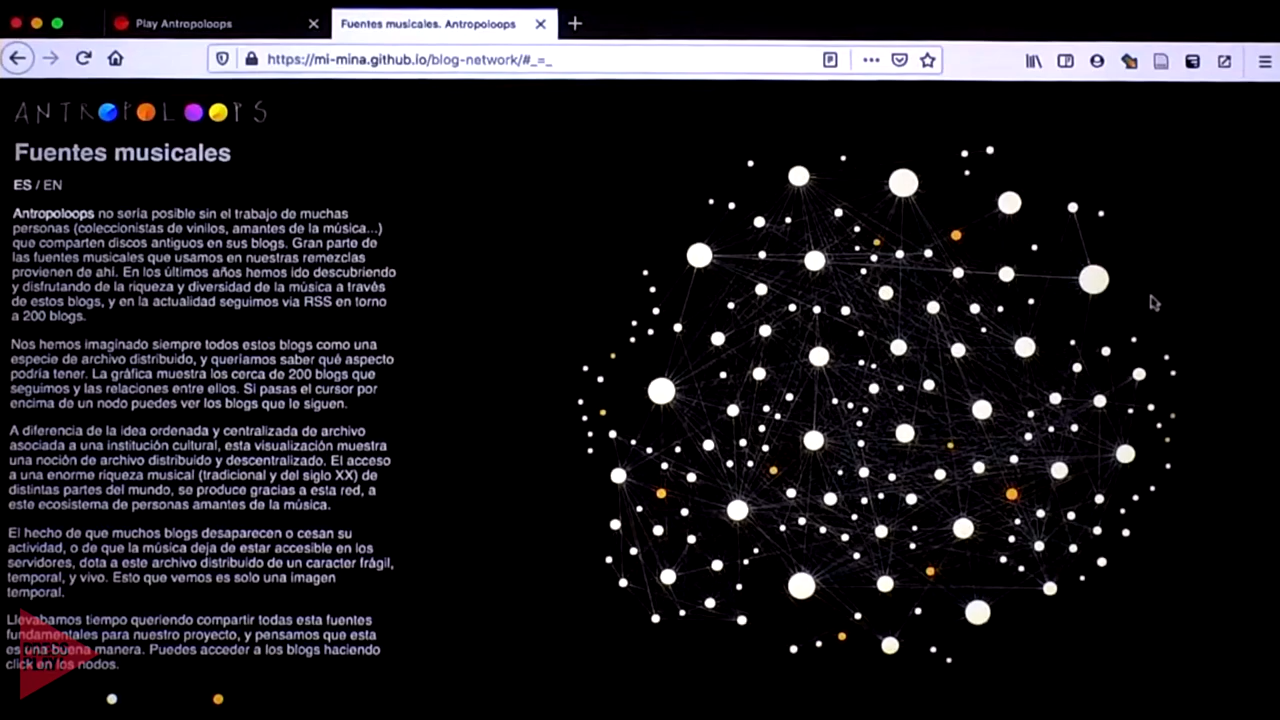 Play Antropoloops
Fuentes musicales. Antropoloops
https://mi-mina.github.io/blog-network/#_=_
ANTROPOLOOPS
Fuentes musicales
ES / EN
Antropoloops no sería posible sin el trabajo de muchas
personas (coleccionistas de vinilos, amantes de la música...)
que comparten discos antiguos en sus blogs. Gran parte de
las fuentes musicales que usamos en nuestras remezclas
provienen de ahí. En los últimos años hemos ido descubriendo
y disfrutando de la riqueza y diversidad de la música a través
de estos blogs, y en la actualidad seguimos vía RSS en torno
a 200 blogs.
Nos hemos imaginado siempre todos estos blogs como una
especie de archivo distribuido, y queríamos saber qué aspecto
podría tener. La gráfica muestra los cerca de 200 blogs que
seguimos y las relaciones entre ellos. Si pasas el cursor por
encima de un nodo puedes ver los blogs que le siguen.
A diferencia de la idea ordenada y centralizada de archivo
asociada a una institución cultural, esta visualización muestra
una noción de archivo distribuido y descentralizado. El acceso
a una enorme riqueza musical (tradicional y del siglo XX) de
distintas partes del mundo, se produce gracias a esta red, a
este ecosistema de personas amantes de la música.
El hecho de que muchos blogs desaparecen o cesan su
actividad, o de que la música deja de estar accesible en los
servidores, dota a este archivo distribuido de un caracter frágil,
temporal, y vivo. Esto que vemos es solo una imagen
temporal.
Llevabamos tiempo queriendo compartir todas esta fuentes
fundamentales para nuestro proyecto, y pensamos que esta
es una buena manera. Puedes acceder a los blogs haciendo
click en los nodos.